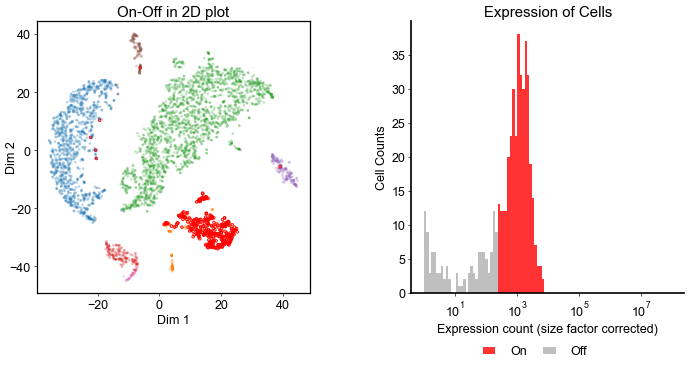 On-Off in 2D plot
Dim 2
40
20
0
−20
−40
−20
0
20
40
Dim 1
Expression of Cells
Cell Counts
35
30
25
20
15
10
5
0
10^1
10^3
10^5
10^7
Expression count (size factor corrected)
On
Off